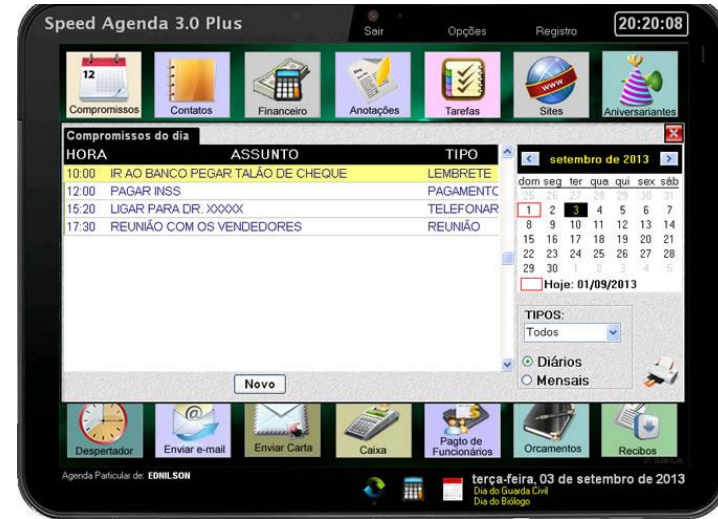 Speed Agenda 3.0 Plus
Sair
Opções
Registro
20:20:08
12
Compromissos
Contatos
Financeiro
Anotações
Tarefas
WWW
Sites
Aniversariantes
Compromissos do dia
HORA ASSUNTO TIPO
10:00 IR AO BANCO PEGAR TALÃO DE CHEQUE LEMBRETE
12:00 PAGAR INSS PAGAMENTO
15:20 LIGAR PARA DR. XXXXX TELEFONAR
17:30 REUNIÃO COM OS VENDEDORES REUNIÃO
Novo
setembro de 2013
dom seg ter qua qui sex sáb
25 26 27 28 29 30 31
1 2 3 4 5 6 7
8 9 10 11 12 13 14
15 16 17 18 19 20 21
22 23 24 25 26 27 28
29 30 1 2 3 4 5
Hoje: 01/09/2013
TIPOS:
Todos
Diários
Mensais
Despertador
Enviar e-mail
Enviar Carta
Caixa
Pagto de
Funcionários
Orcamentos
Recibos
Agenda Particular de: EDNILSON
terça-feira, 03 de setembro de 2013
Dia do Guarda Civil
Dia do Biólogo